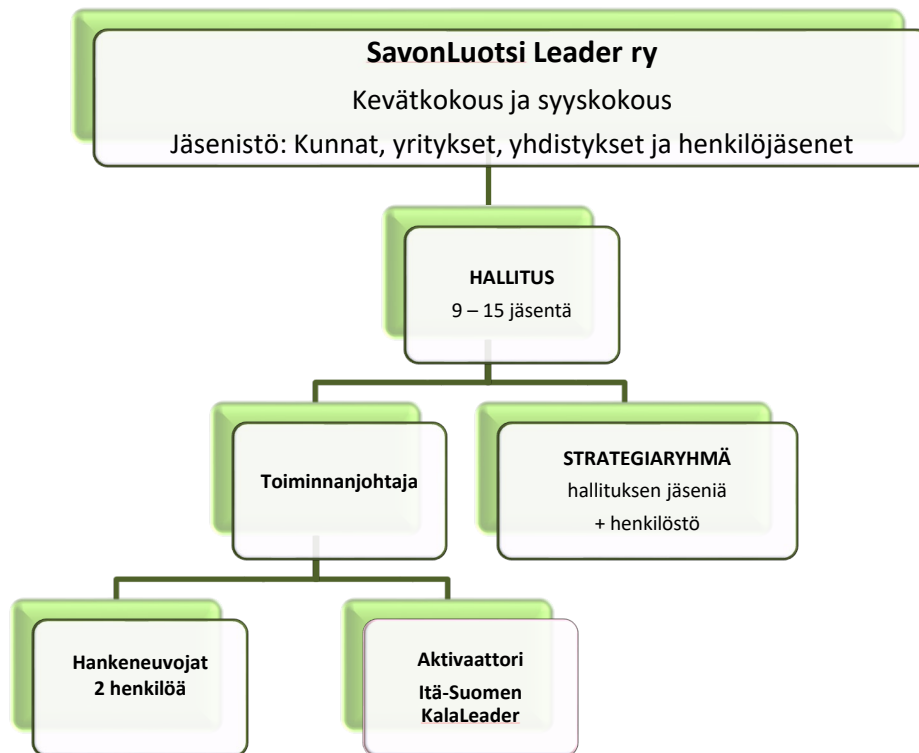 SavonLuotsi Leader ry
Kevätkokous ja syyskokous
Jäsenistö: Kunnat, yritykset, yhdistykset ja henkilöjäsenet
HALLITUS
9 – 15 jäsentä
Toiminnanjohtaja
STRATEGIARYHMÄ
hallituksen jäseniä
+ henkilöstö
Hankeneuvojat
2 henkilöä
Aktivaattori
Itä-Suomen
KalaLeader